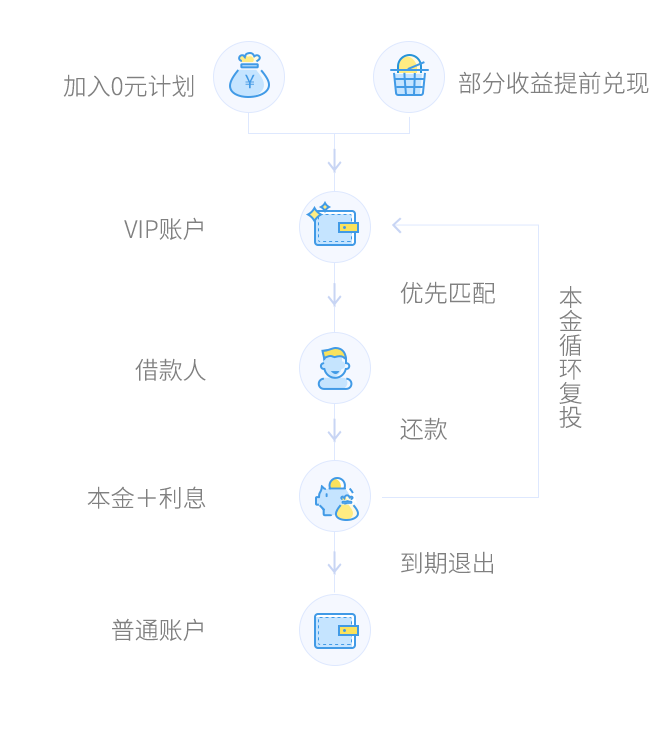 加入0元计划
部分收益提前兑现
¥
VIP账户
优先匹配
本金循环复投
借款人
还款
本金＋利息
到期退出
普通账户